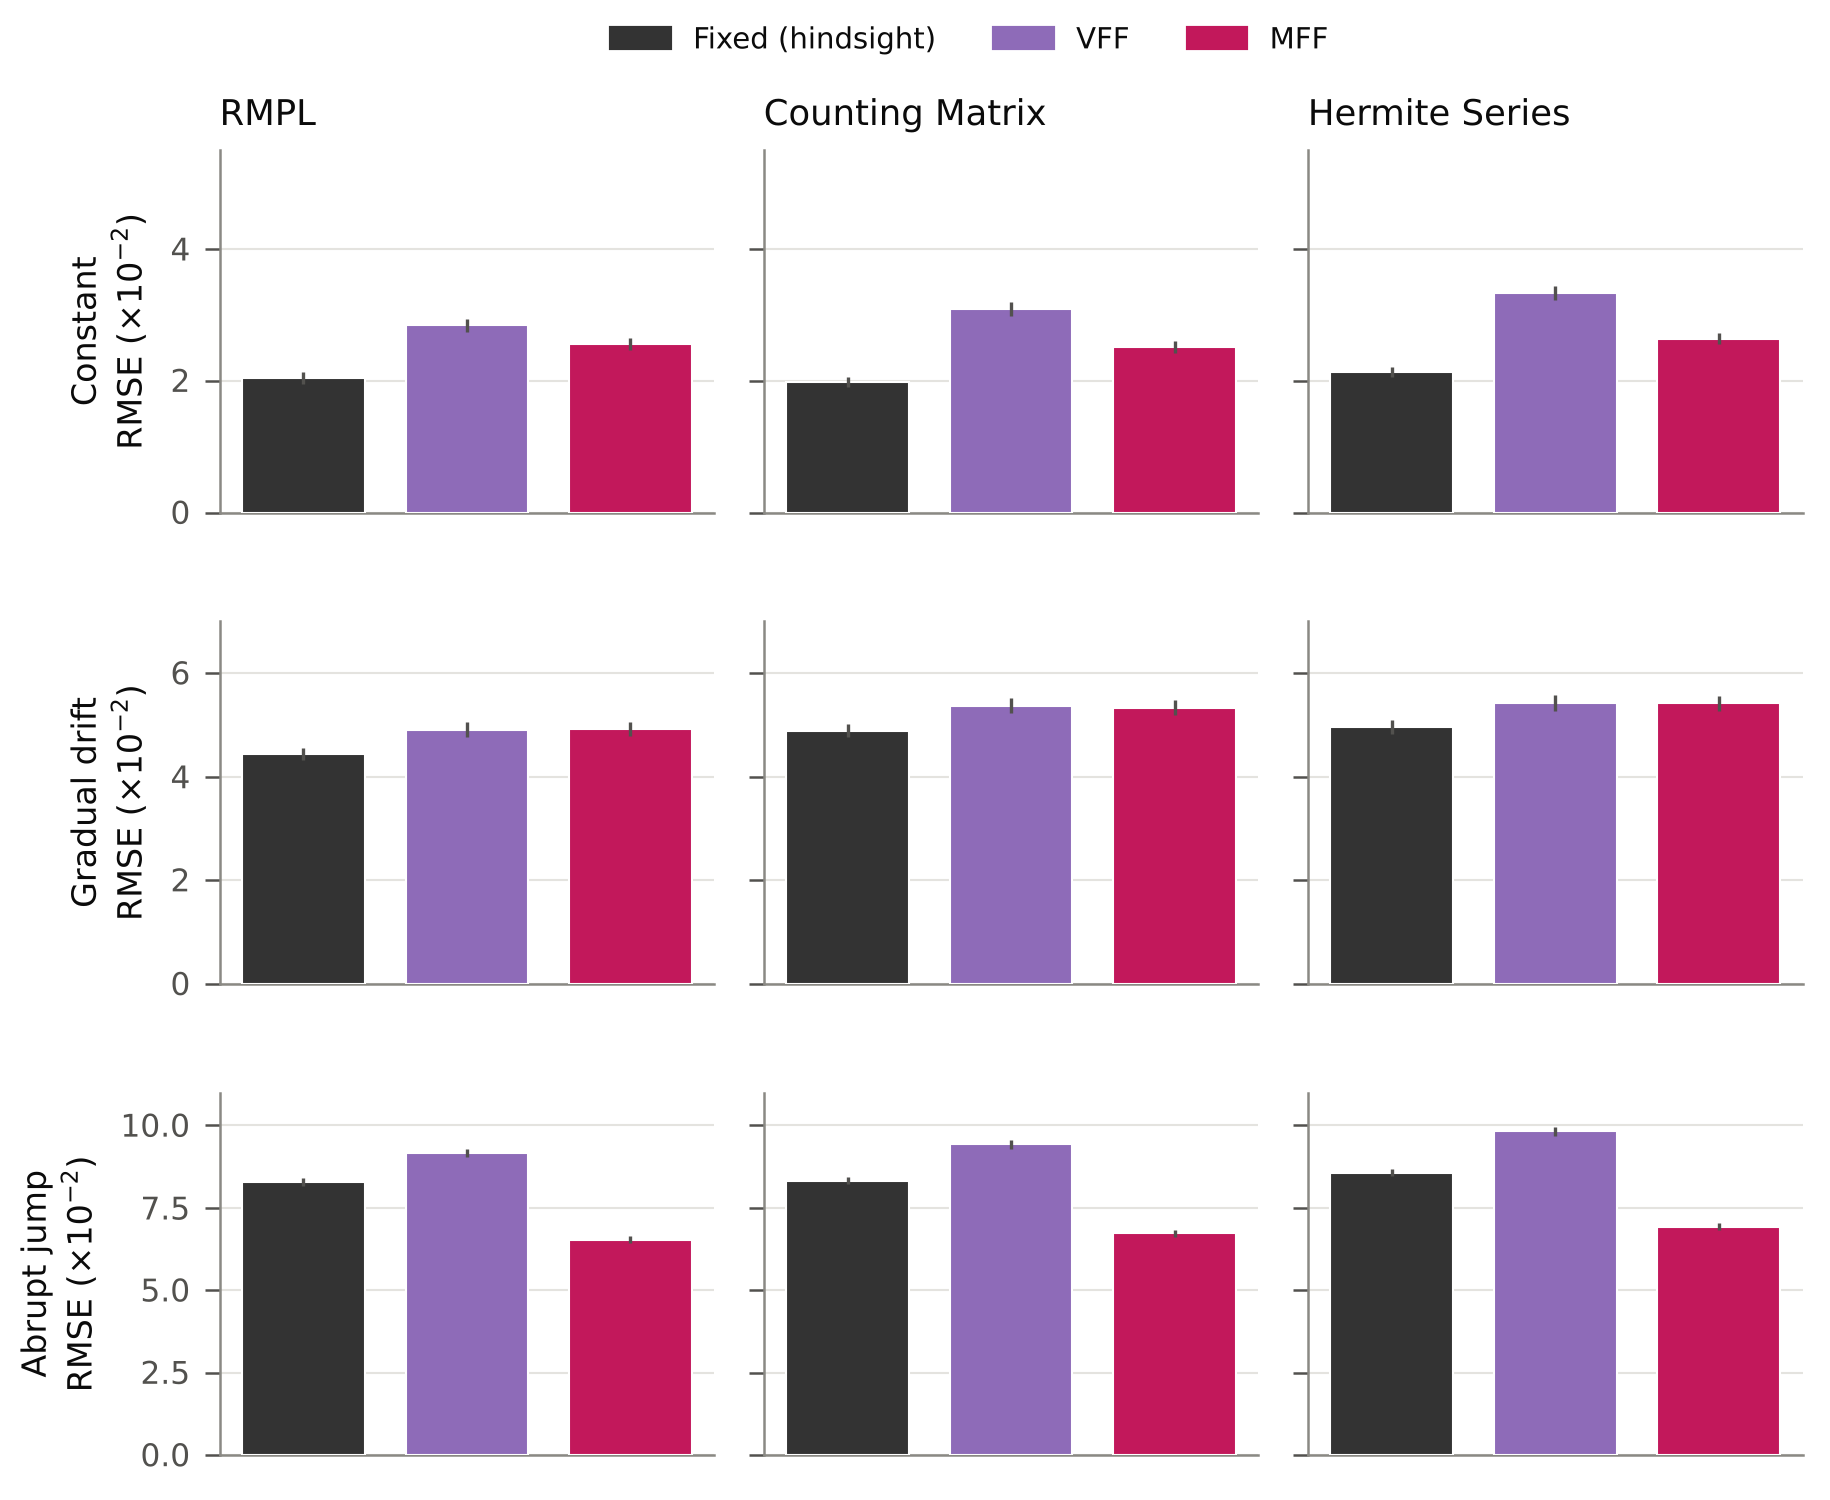 Fixed (hindsight) VFF MFF
RMPL Counting Matrix Hermite Series
Constant
RMSE (×10⁻²)
4
2
0
Gradual drift
RMSE (×10⁻²)
6
4
2
0
Abrupt jump
RMSE (×10⁻²)
10.0
7.5
5.0
2.5
0.0